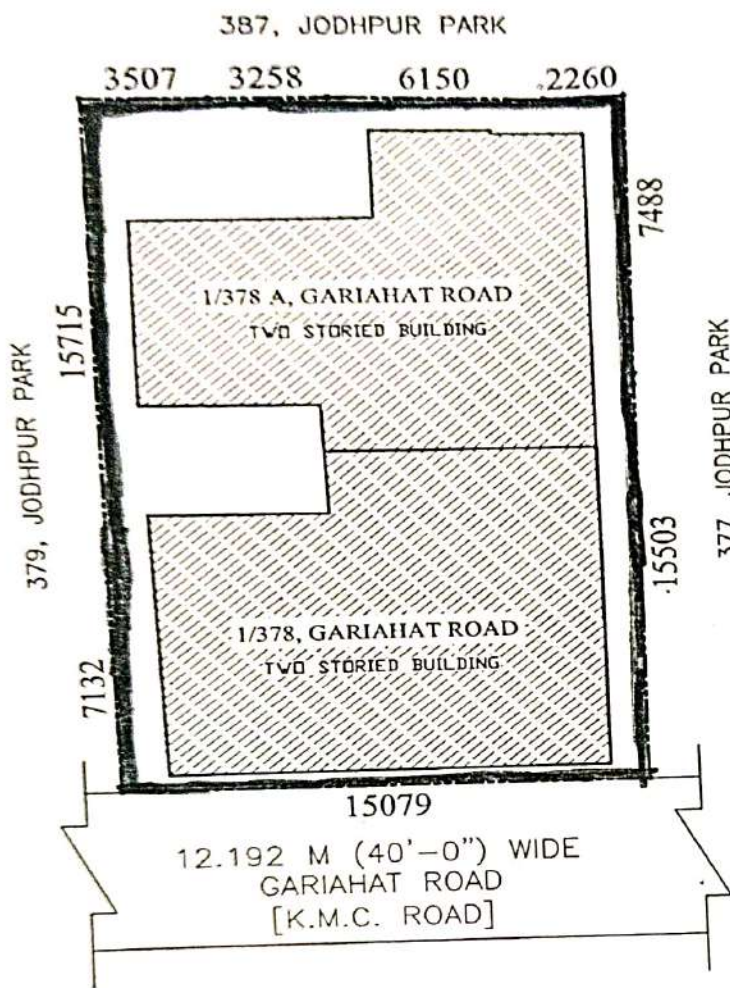 387, JODHPUR PARK
3507 3258 6150 2260
7488
1/378 A, GARIAHAT ROAD
TWO STORIED BUILDING
15715
379, JODHPUR PARK
377, JODHPUR PARK
15503
1/378, GARIAHAT ROAD
TWO STORIED BUILDING
7132
15079
12.192 M (40'-0") WIDE
GARIAHAT ROAD
[K.M.C. ROAD]